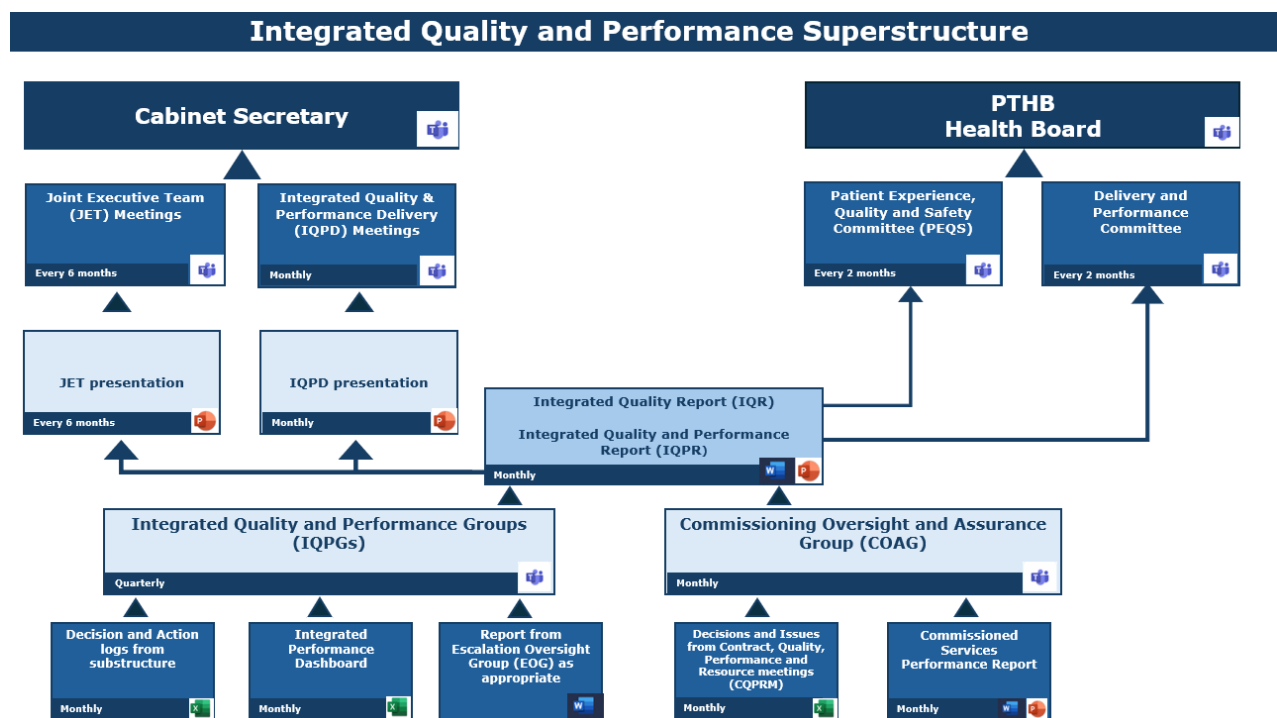 Integrated Quality and Performance Superstructure
Cabinet Secretary
PTHB
Health Board
Joint Executive Team
(JET) Meetings
Every 6 months
Integrated Quality &
Performance Delivery
(IQPD) Meetings
Monthly
Patient Experience,
Quality and Safety
Committee (PEQS)
Every 2 months
Delivery and
Performance
Committee
Every 2 months
JET presentation
Every 6 months
IQPD presentation
Monthly
Integrated Quality Report (IQR)
Integrated Quality and Performance
Report (IQPR)
Monthly
Integrated Quality and Performance Groups
(IQPGs)
Quarterly
Commissioning Oversight and Assurance
Group (COAG)
Monthly
Decision and Action
logs from
substructure
Monthly
Integrated
Performance
Dashboard
Monthly
Report from
Escalation Oversight
Group (EOG) as
appropriate
Decisions and Issues
from Contract, Quality,
Performance and
Resource meetings
(CQPRM)
Monthly
Commissioned
Services
Performance Report
Monthly